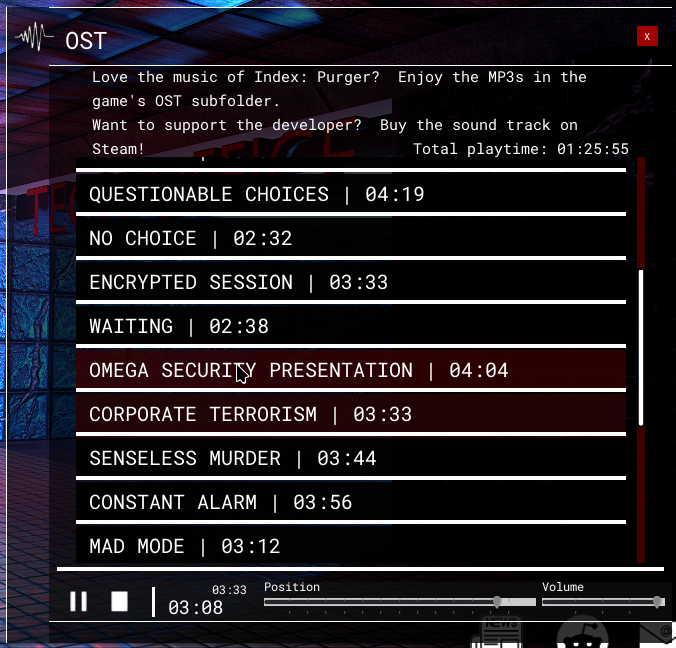 OST
X
Love the music of Index: Purger?  Enjoy the MP3s in the
game's OST subfolder.
Want to support the developer?  Buy the sound track on
Steam!
Total playtime: 01:25:55
QUESTIONABLE CHOICES | 04:19
NO CHOICE | 02:32
ENCRYPTED SESSION | 03:33
WAITING | 02:38
OMEGA SECURITY PRESENTATION | 04:04
CORPORATE TERRORISM | 03:33
SENSELESS MURDER | 03:44
CONSTANT ALARM | 03:56
MAD MODE | 03:12
03:33
03:08
Position
Volume
NEWS
@